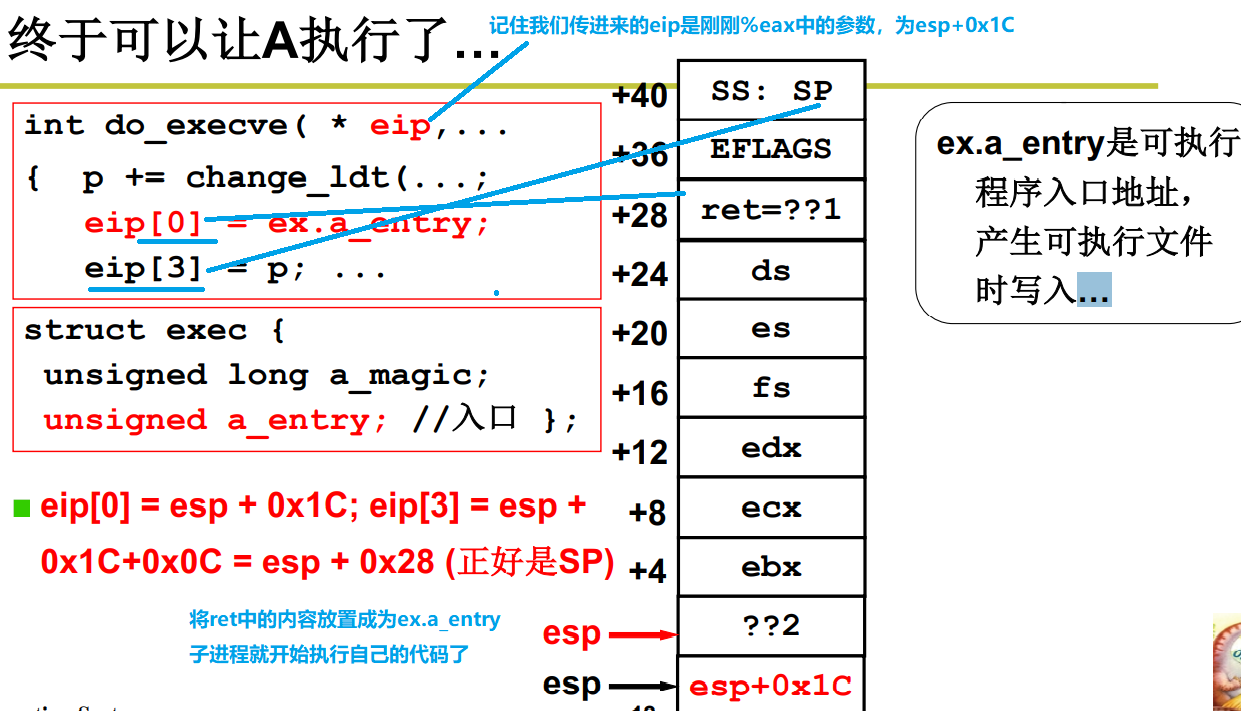 终于可以让A执行了...
记住我们传进来的eip是刚刚%eax中的参数，为esp+0x1C
int do_execve( * eip,...
{ p += change_ldt(...;
eip[0] = ex.a_entry;
eip[3] = p; ...
struct exec {
unsigned long a_magic;
unsigned a_entry; //入口 };
eip[0] = esp + 0x1C; eip[3] = esp +
0x1C+0x0C = esp + 0x28 (正好是SP)
将ret中的内容放置成为ex.a_entry
子进程就开始执行自己的代码了
+40 SS: SP
+36 EFLAGS
+28 ret=??1
+24 ds
+20 es
+16 fs
+12 edx
+8 ecx
+4 ebx
esp ??2
esp esp+0x1C
ex.a_entry是可执行
程序入口地址，
产生可执行文件
时写入...